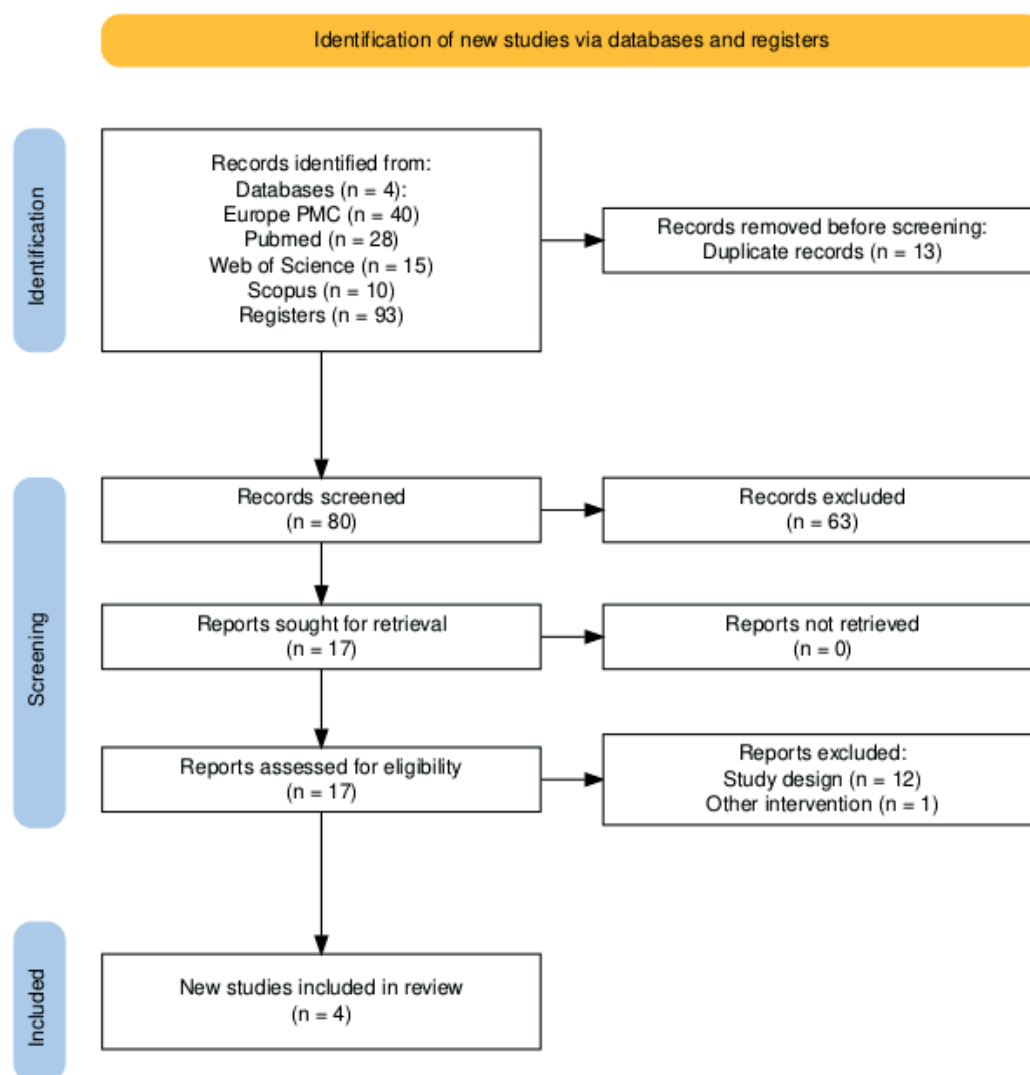 Identification of new studies via databases and registers
Identification
Records identified from:
Databases (n = 4):
Europe PMC (n = 40)
Pubmed (n = 28)
Web of Science (n = 15)
Scopus (n = 10)
Registers (n = 93)
Records removed before screening:
Duplicate records (n = 13)
Screening
Records screened
(n = 80)
Records excluded
(n = 63)
Reports sought for retrieval
(n = 17)
Reports not retrieved
(n = 0)
Reports assessed for eligibility
(n = 17)
Reports excluded:
Study design (n = 12)
Other intervention (n = 1)
Included
New studies included in review
(n = 4)